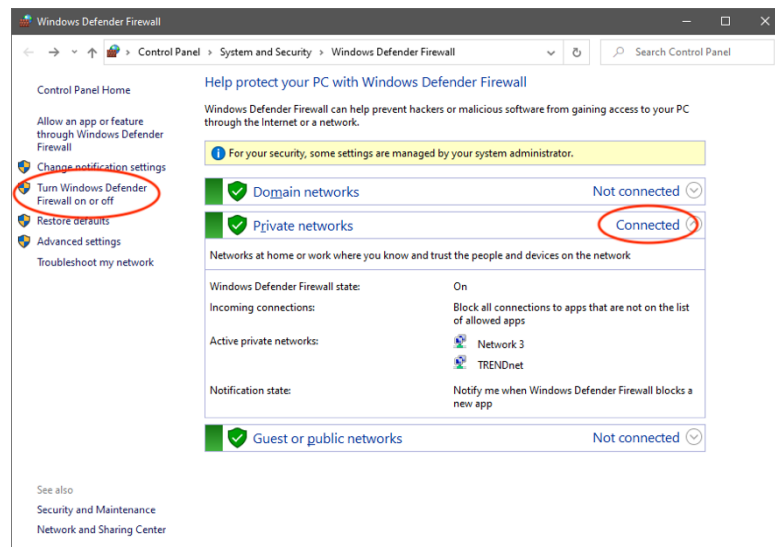 Windows Defender Firewall
Control Panel › System and Security › Windows Defender Firewall
Search Control Panel
Control Panel Home
Allow an app or feature
through Windows Defender
Firewall
Change notification settings
Turn Windows Defender
Firewall on or off
Restore defaults
Advanced settings
Troubleshoot my network
Help protect your PC with Windows Defender Firewall
Windows Defender Firewall can help prevent hackers or malicious software from gaining access to your PC
through the Internet or a network.
For your security, some settings are managed by your system administrator.
Domain networks Not connected
Private networks Connected
Networks at home or work where you know and trust the people and devices on the network
Windows Defender Firewall state: On
Incoming connections: Block all connections to apps that are not on the list
of allowed apps
Active private networks: Network 3
TRENDnet
Notification state: Notify me when Windows Defender Firewall blocks a
new app
Guest or public networks Not connected
See also
Security and Maintenance
Network and Sharing Center